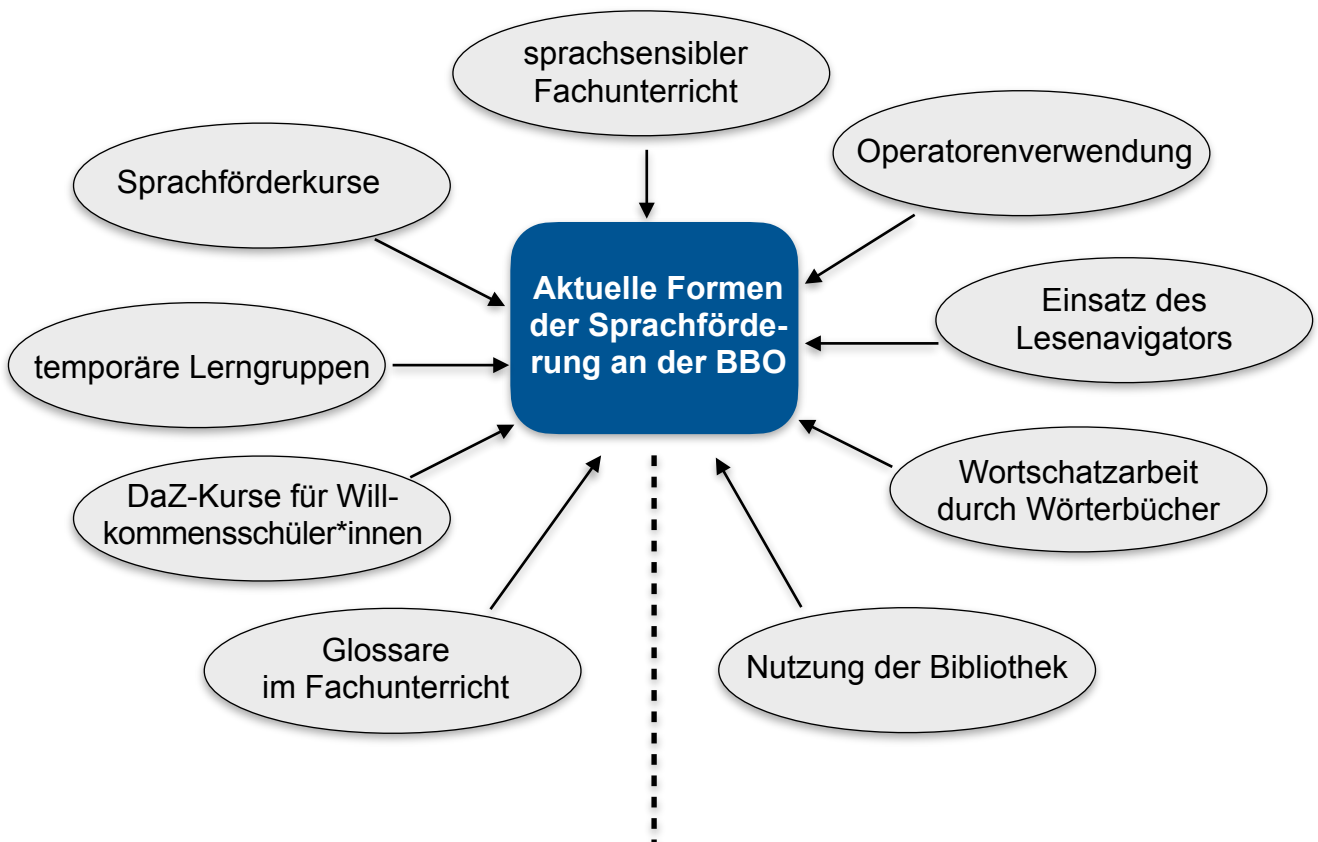 sprachsensibler
Fachunterricht
Operatorenverwendung
Sprachförderkurse
Aktuelle Formen
der Sprachförde-
rung an der BBO
Einsatz des
Lesenavigators
temporäre Lerngruppen
Wortschatzarbeit
durch Wörterbücher
DaZ-Kurse für Will-
kommensschüler*innen
Glossare
im Fachunterricht
Nutzung der Bibliothek